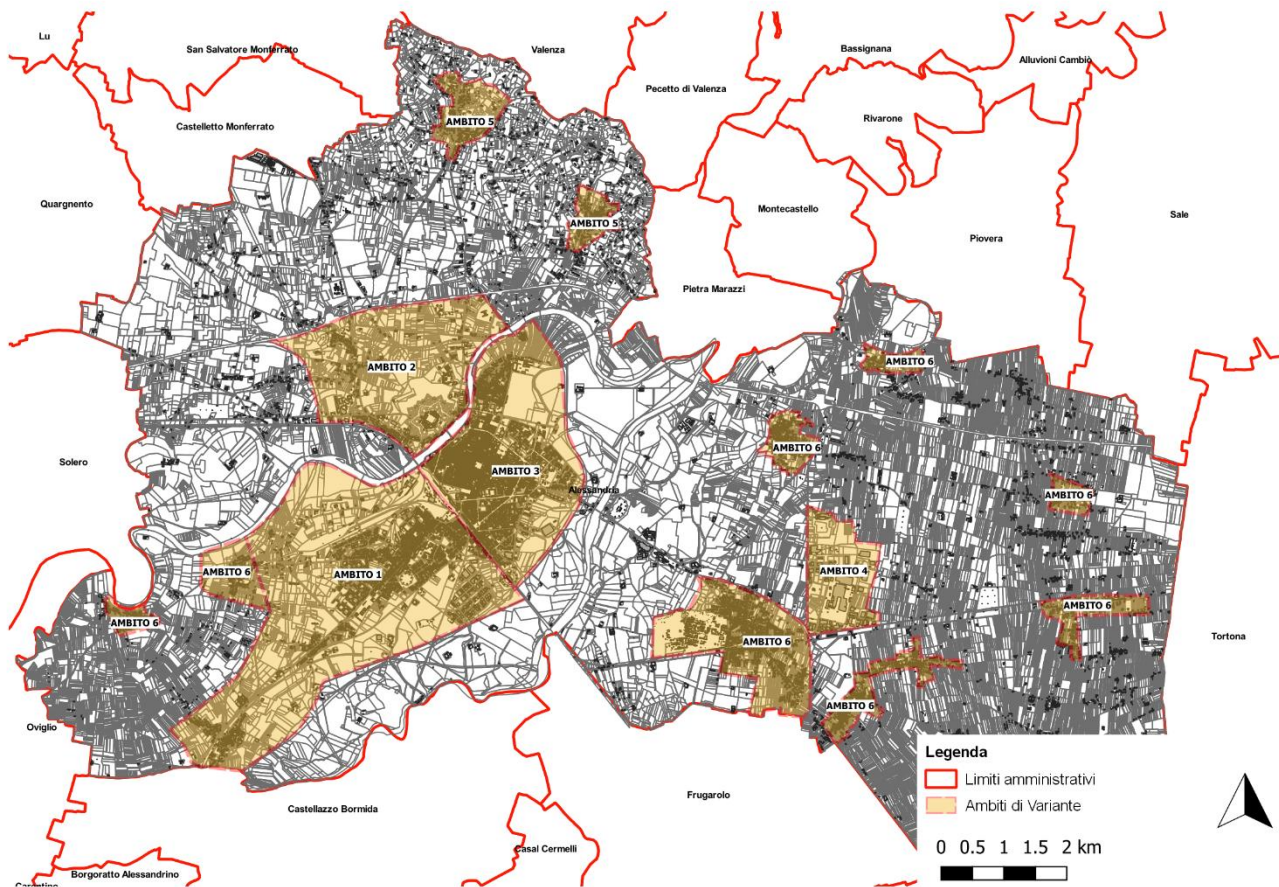 Lu
San Salvatore Monferrato
Valenza
Bassignana
Alluvioni Cambiò
Pecetto di Valenza
Castelletto Monferrato
AMBITO 5
Rivarone
Quargnento
Montecastello
Sale
AMBITO 5
Piovera
Pietra Marazzi
AMBITO 2
AMBITO 6
AMBITO 6
Solero
AMBITO 3
Alessandria
AMBITO 6
AMBITO 6
AMBITO 1
AMBITO 4
AMBITO 6
AMBITO 6
Tortona
AMBITO 6
AMBITO 6
Oviglio
Legenda
Limiti amministrativi
Ambiti di Variante
Frugarolo
Castellazzo Bormida
0 0.5 1 1.5 2 km
Casal Cermelli
Borgoratto Alessandrino